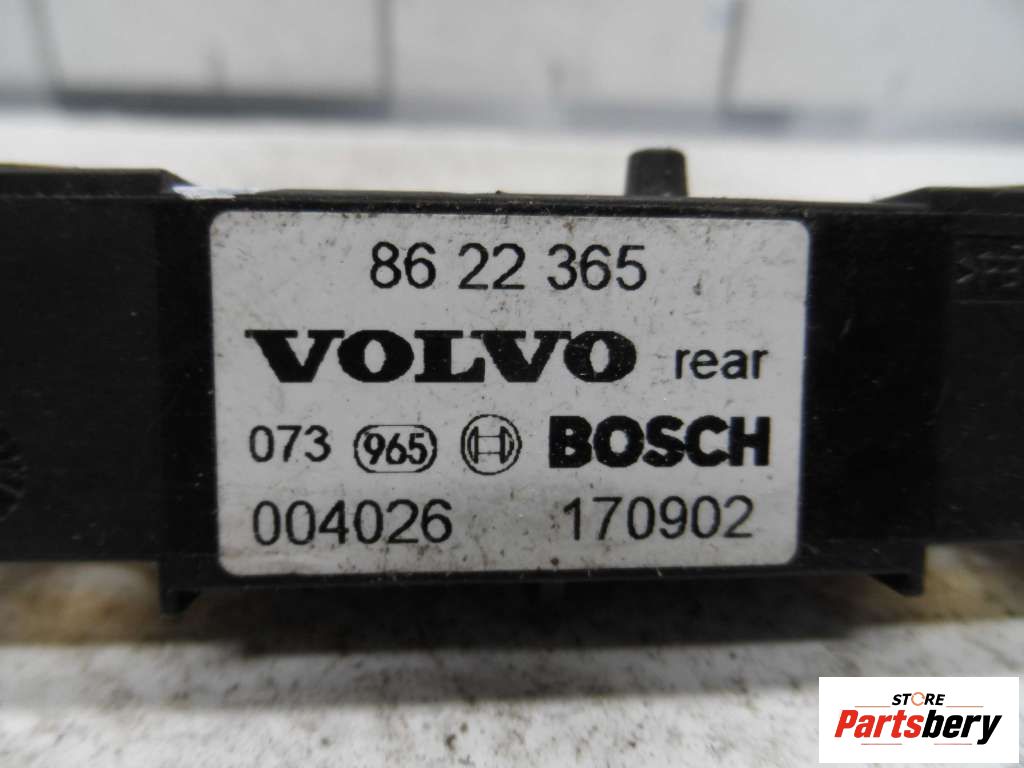 86 22 365
VOLVO rear
073 965 BOSCH
004026 170902
STORE
Partsbery